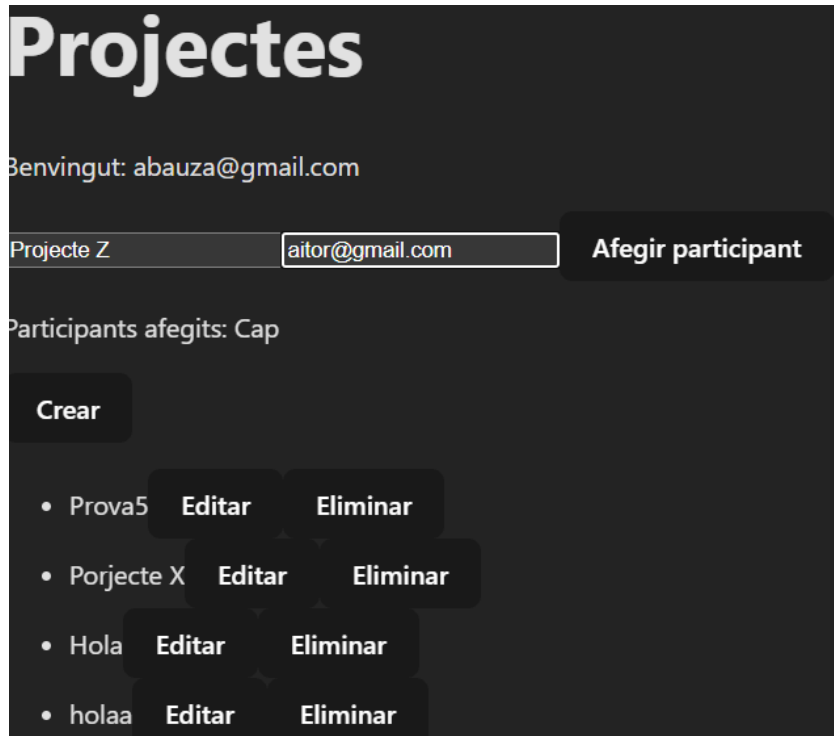 Projectes
Benvingut: abauza@gmail.com
Projecte Z aitor@gmail.com Afegir participant
Participants afegits: Cap
Crear
• Prova5 Editar Eliminar
• Porjecte X Editar Eliminar
• Hola Editar Eliminar
• holaa Editar Eliminar